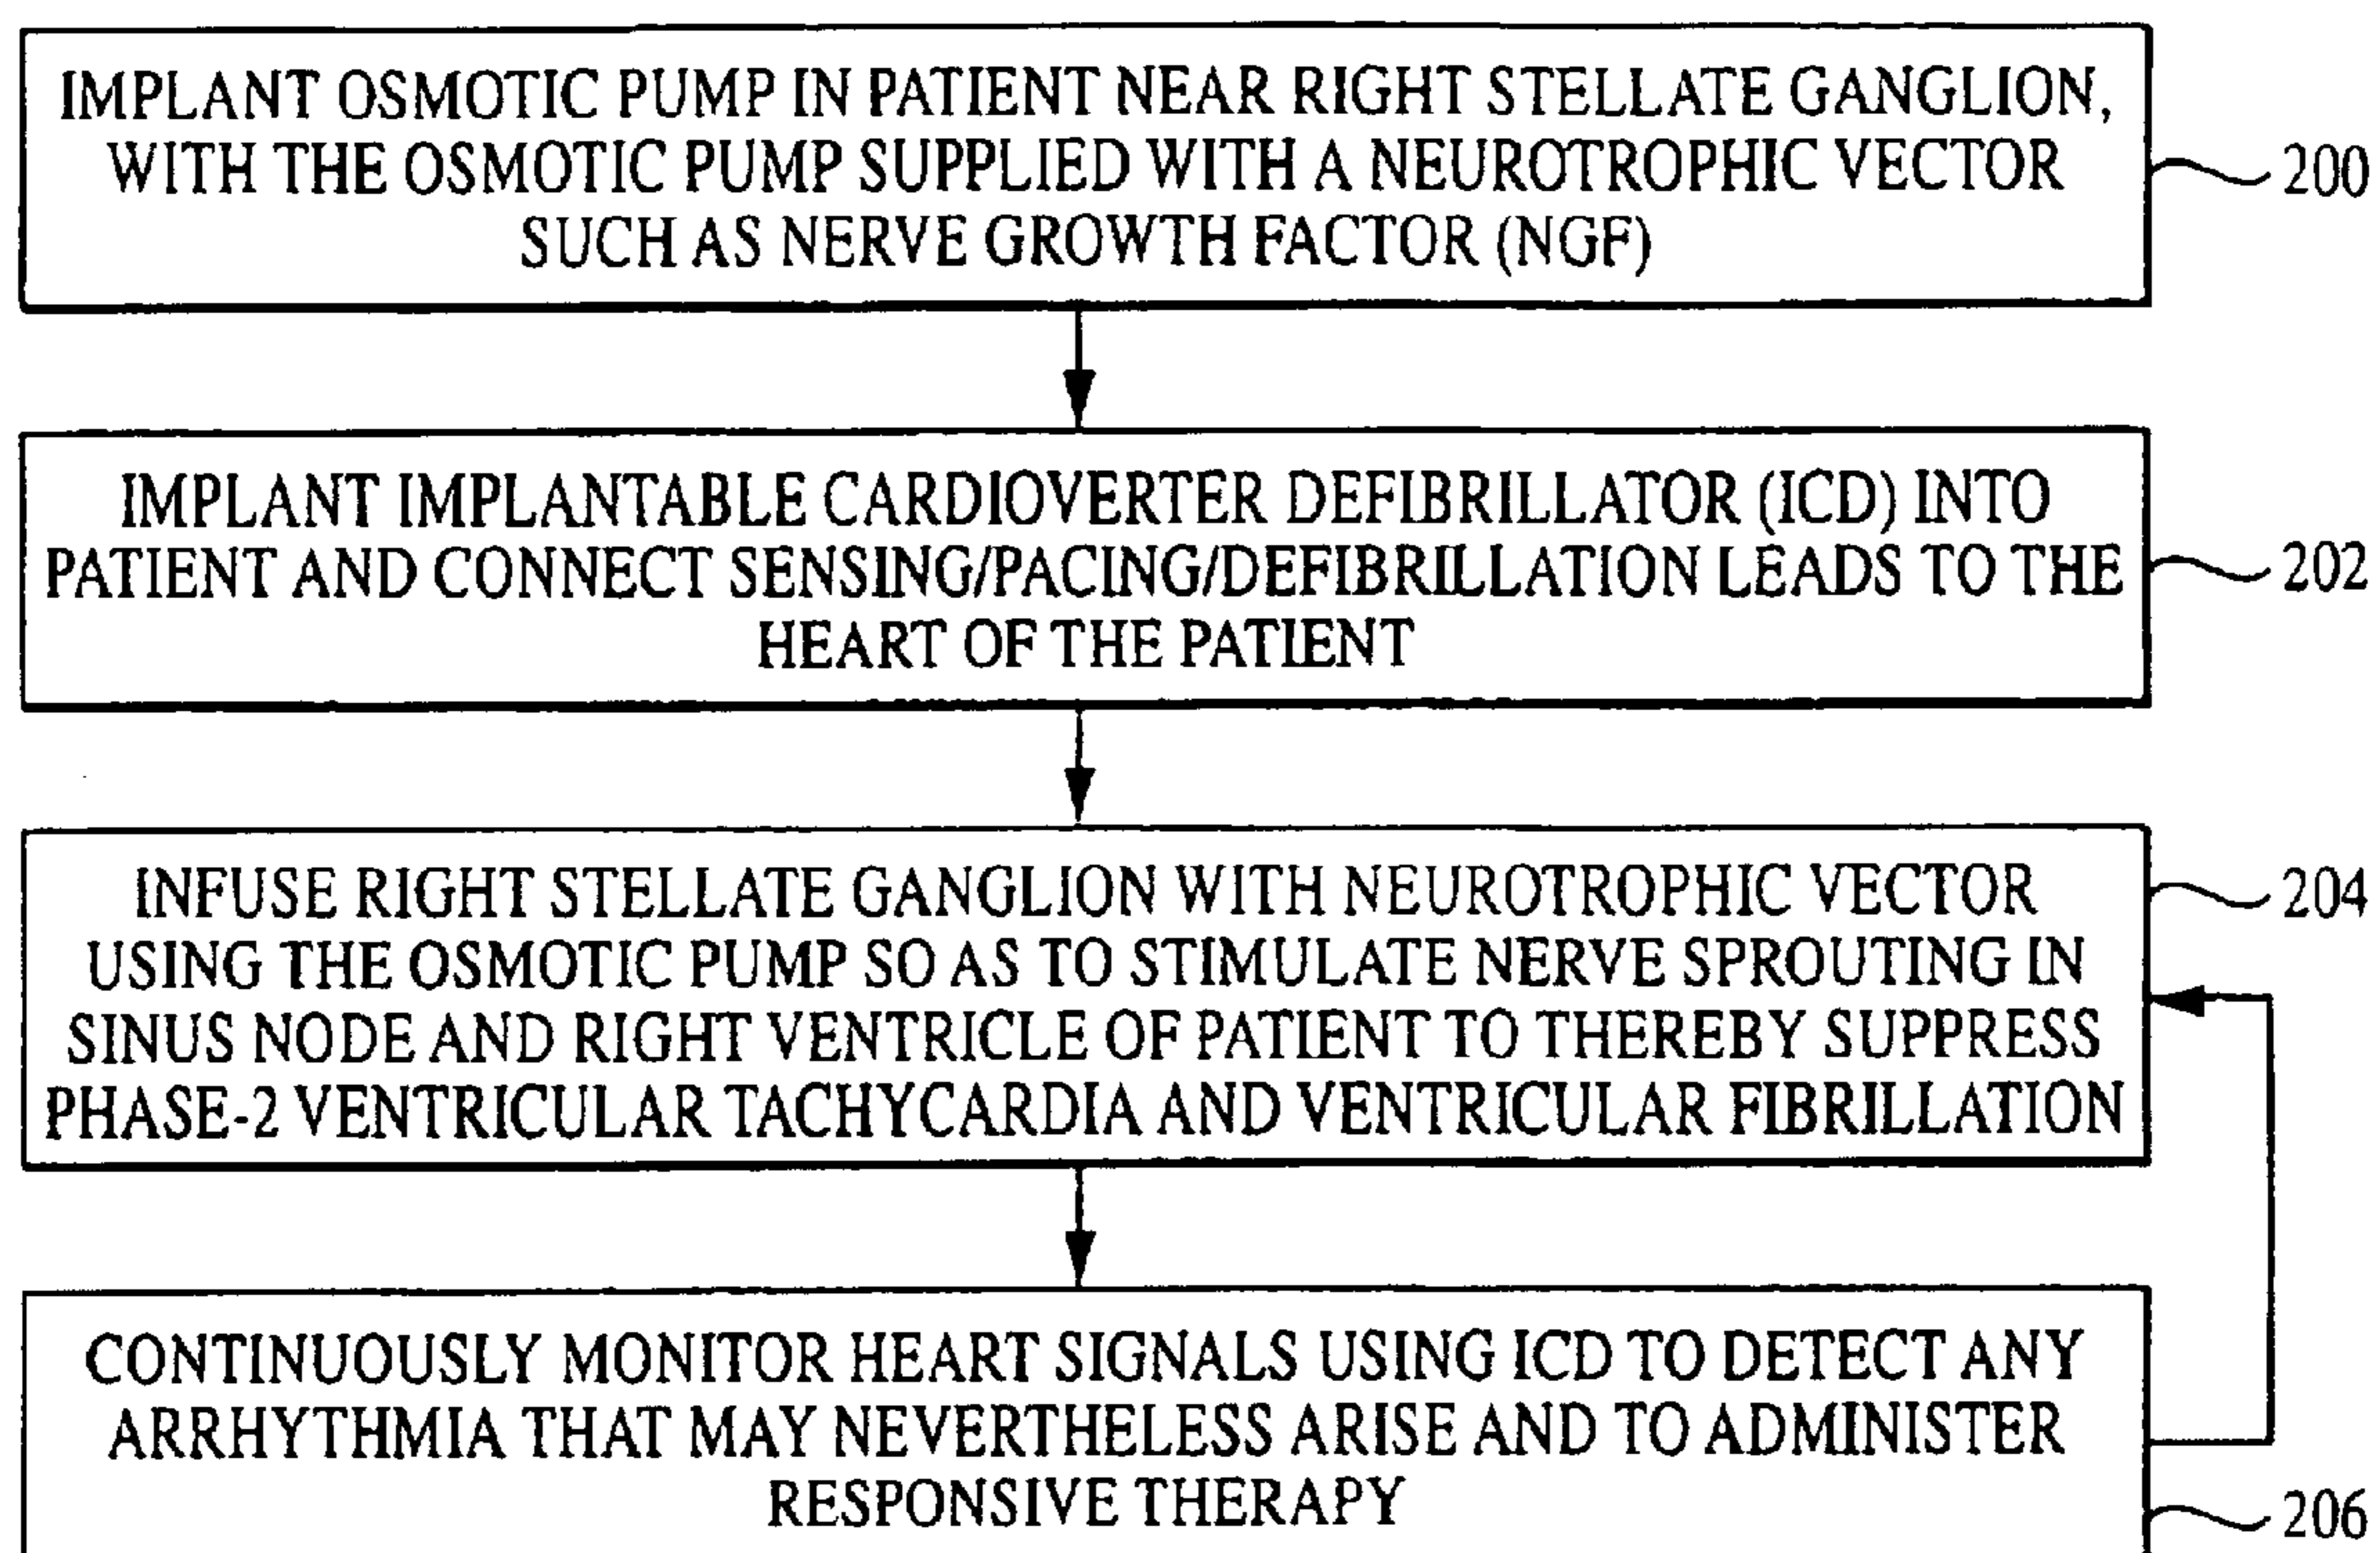 IMPLANT OSMOTIC PUMP IN PATIENT NEAR RIGHT STELLATE GANGLION,
WITH THE OSMOTIC PUMP SUPPLIED WITH A NEUROTROPHIC VECTOR
SUCH AS NERVE GROWTH FACTOR (NGF)
200
IMPLANT IMPLANTABLE CARDIOVERTER DEFIBRILLATOR (ICD) INTO
PATIENT AND CONNECT SENSING/PACING/DEFIBRILLATION LEADS TO THE
HEART OF THE PATIENT
202
INFUSE RIGHT STELLATE GANGLION WITH NEUROTROPHIC VECTOR
USING THE OSMOTIC PUMP SO AS TO STIMULATE NERVE SPROUTING IN
SINUS NODE AND RIGHT VENTRICLE OF PATIENT TO THEREBY SUPPRESS
PHASE-2 VENTRICULAR TACHYCARDIA AND VENTRICULAR FIBRILLATION
204
CONTINUOUSLY MONITOR HEART SIGNALS USING ICD TO DETECT ANY
ARRHYTHMIA THAT MAY NEVERTHELESS ARISE AND TO ADMINISTER
RESPONSIVE THERAPY
206